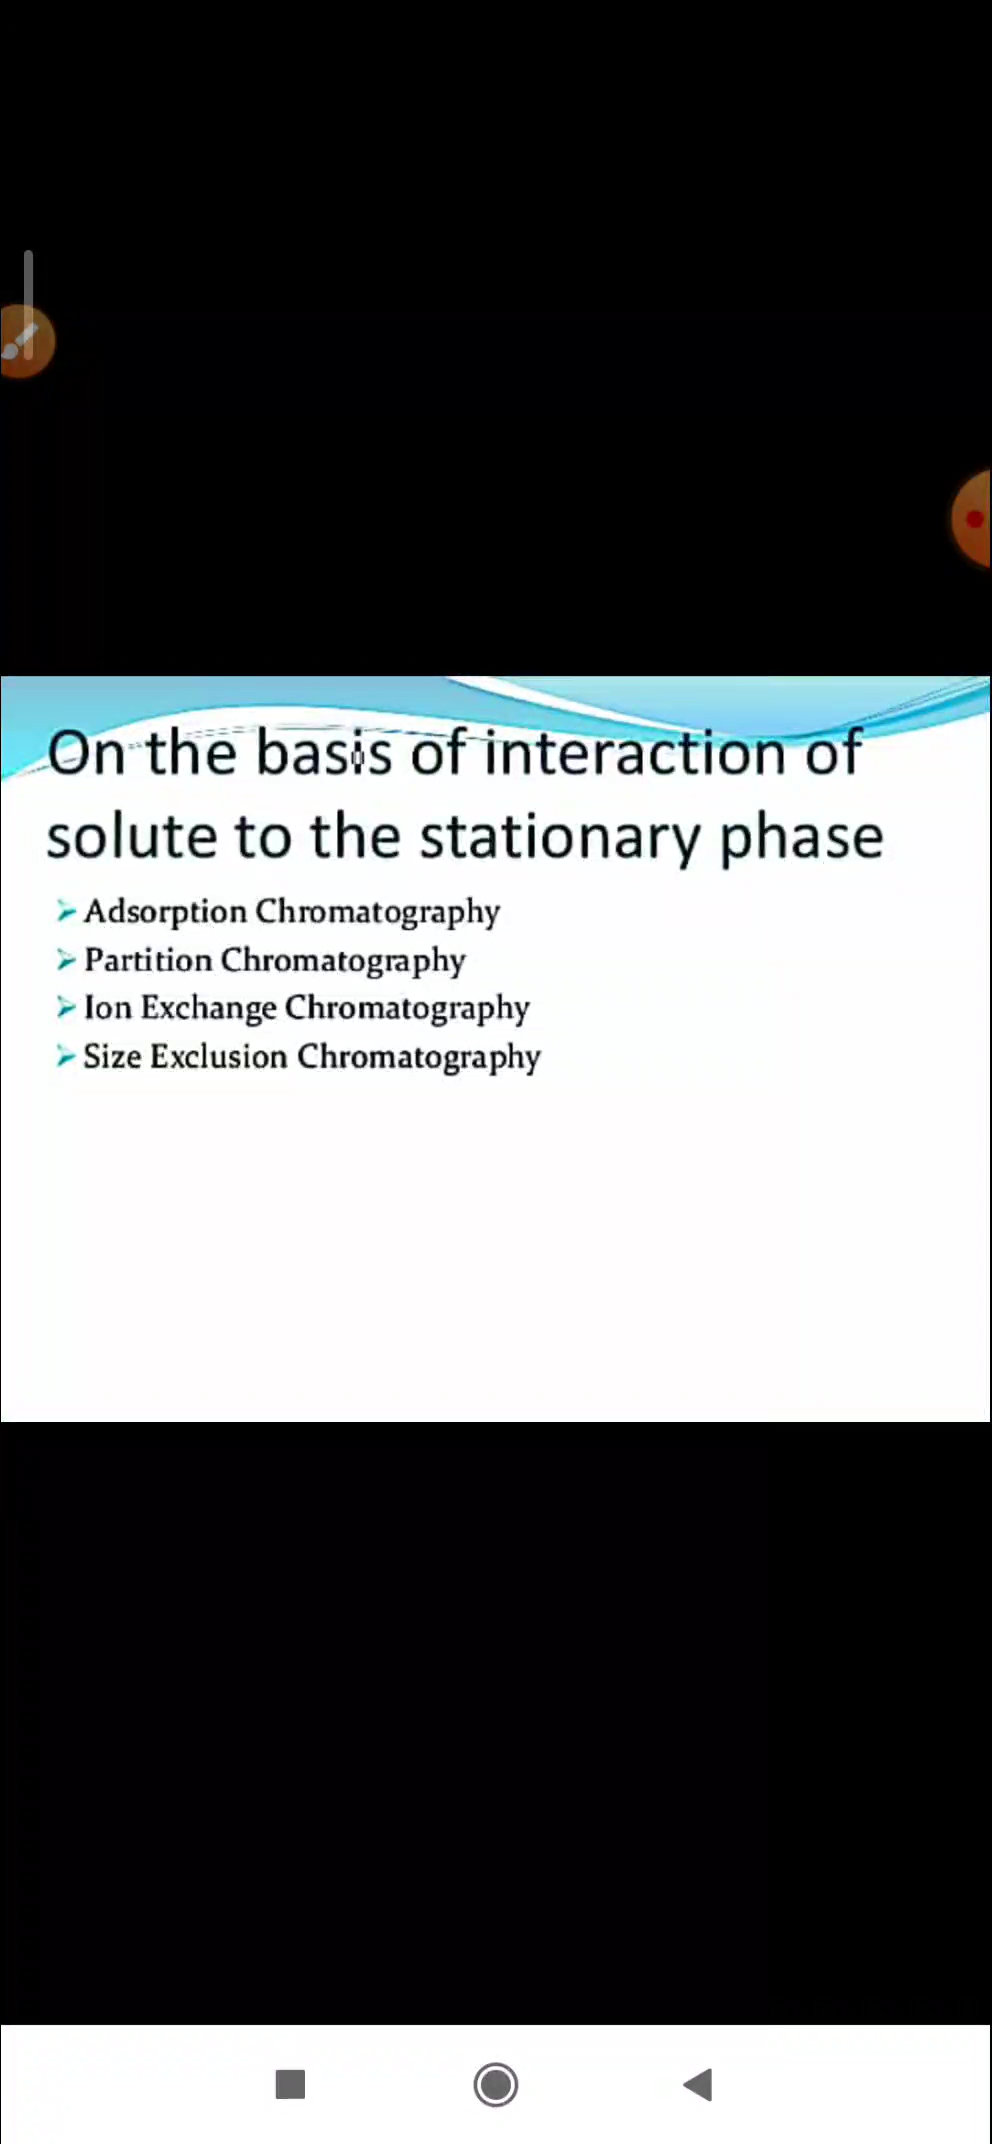 On the basis of interaction of
solute to the stationary phase
Adsorption Chromatography
Partition Chromatography
Ion Exchange Chromatography
Size Exclusion Chromatography